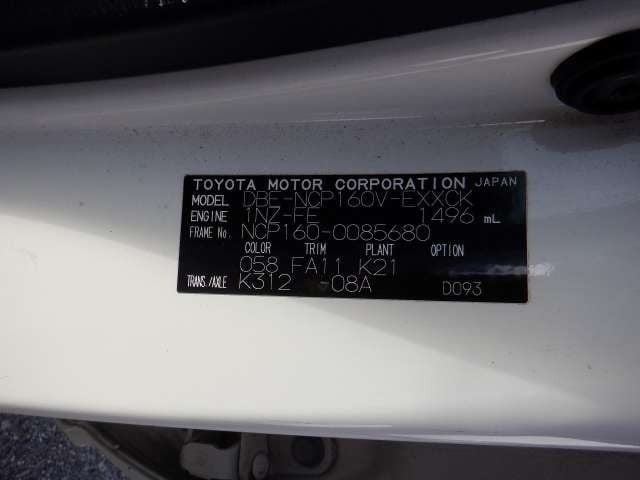 TOYOTA MOTOR CORPORATION JAPAN
MODEL DBE-NCP160V-EXXCK
ENGINE 1NZ-FE 1496 mL
FRAME No. NCP160-0085680
COLOR TRIM PLANT OPTION
058 FA11 K21
TRANS./AXLE K312 -08A D093